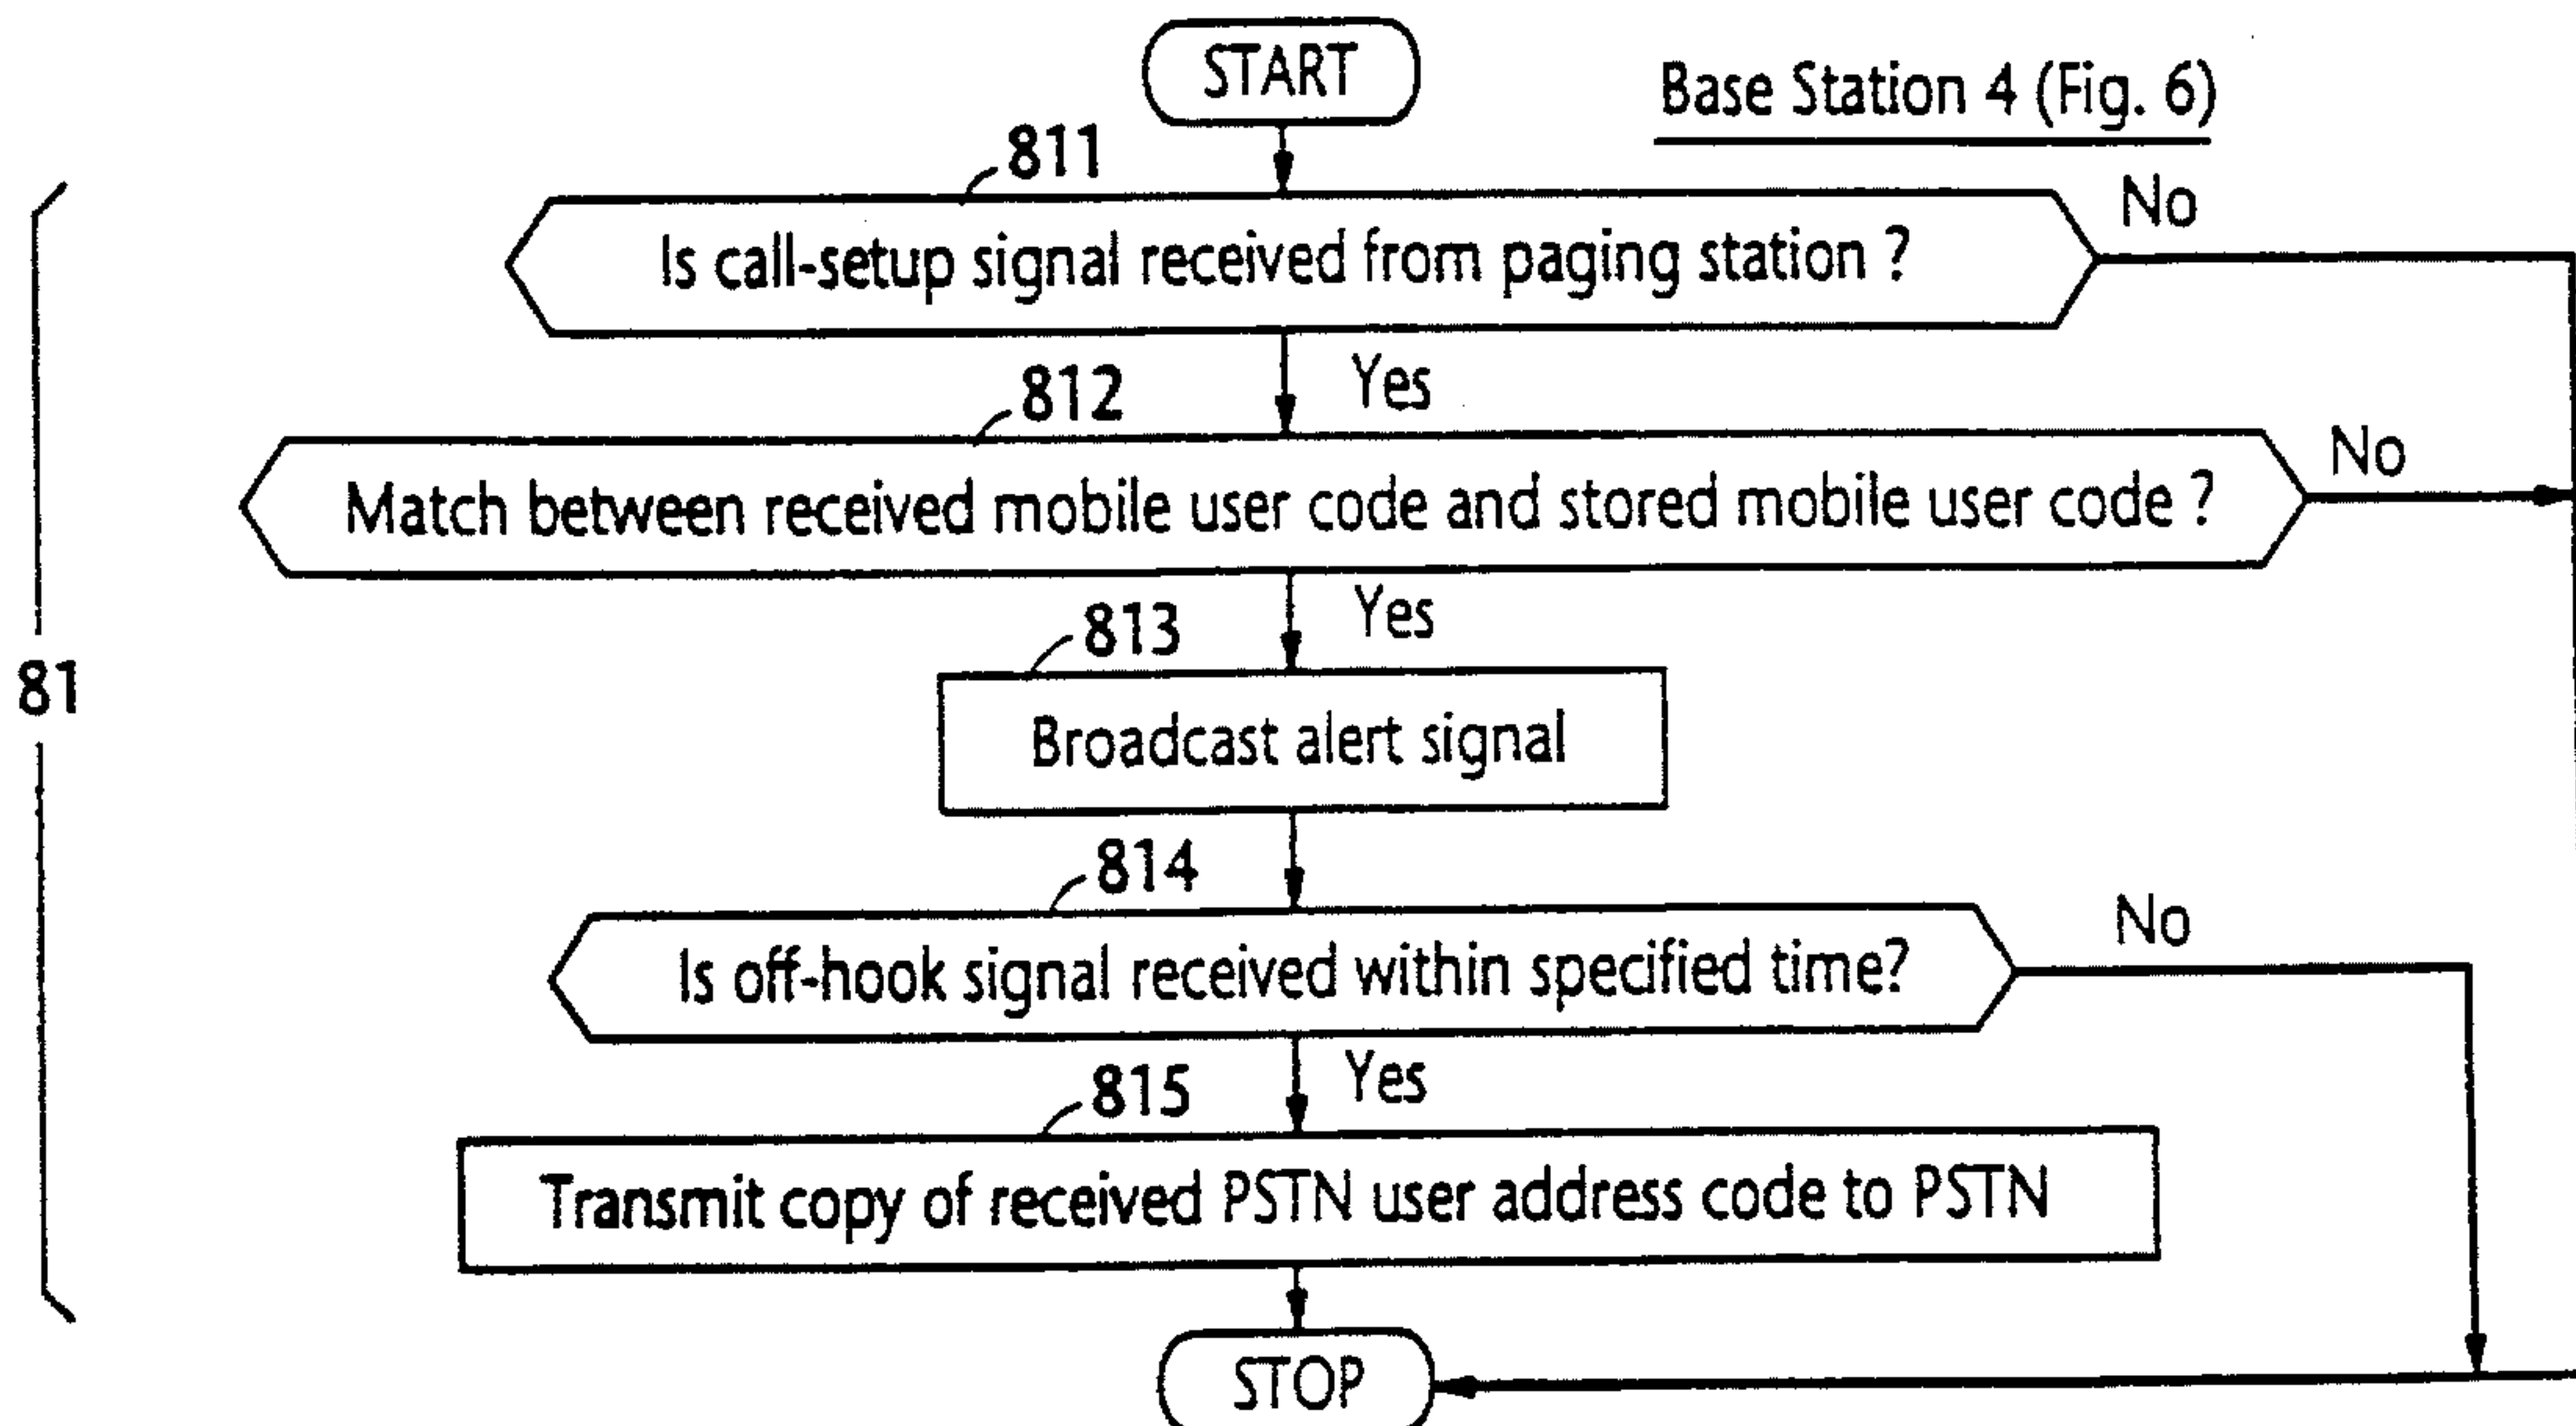 START
Base Station 4 (Fig. 6)
811
No
Is call-setup signal received from paging station ?
Yes
812
No
Match between received mobile user code and stored mobile user code ?
Yes
813
81
Broadcast alert signal
814
No
Is off-hook signal received within specified time?
Yes
815
Transmit copy of received PSTN user address code to PSTN
STOP